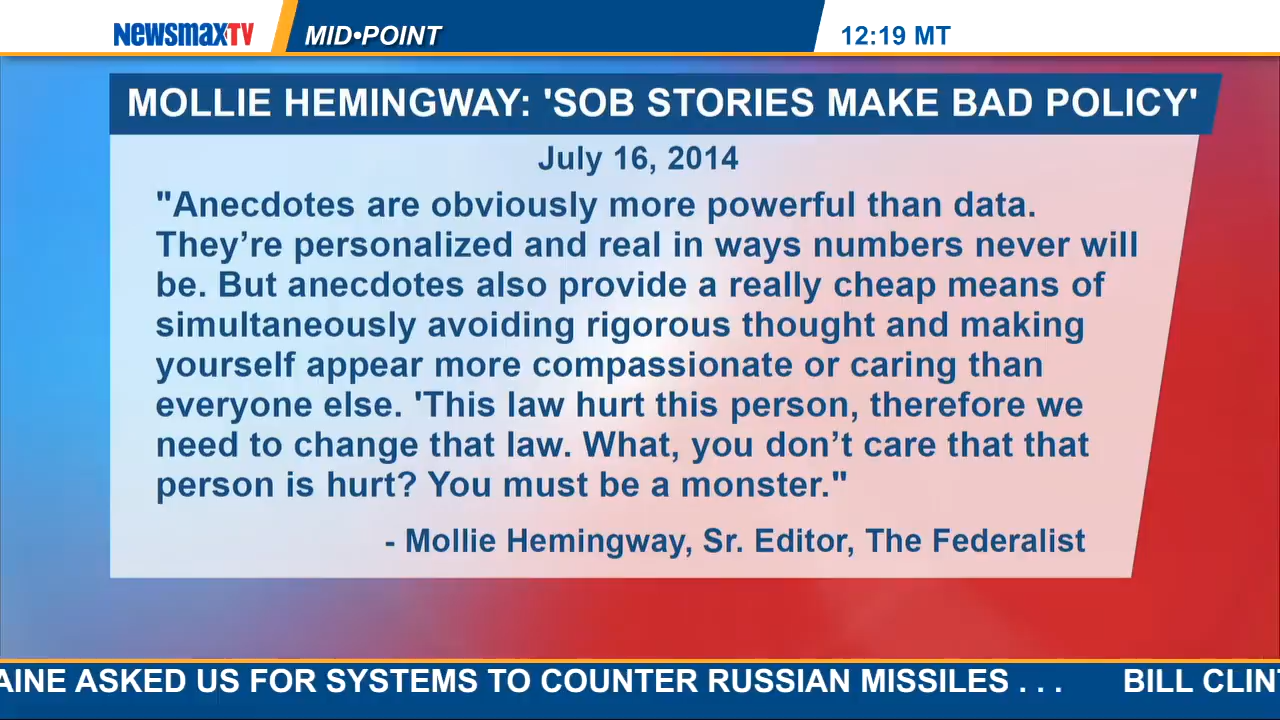 NEWSMAXTV MID•POINT 12:19 MT
MOLLIE HEMINGWAY: 'SOB STORIES MAKE BAD POLICY'
July 16, 2014
"Anecdotes are obviously more powerful than data.
They’re personalized and real in ways numbers never will
be. But anecdotes also provide a really cheap means of
simultaneously avoiding rigorous thought and making
yourself appear more compassionate or caring than
everyone else. 'This law hurt this person, therefore we
need to change that law. What, you don’t care that that
person is hurt? You must be a monster."
- Mollie Hemingway, Sr. Editor, The Federalist
AINE ASKED US FOR SYSTEMS TO COUNTER RUSSIAN MISSILES . . . BILL CLINT